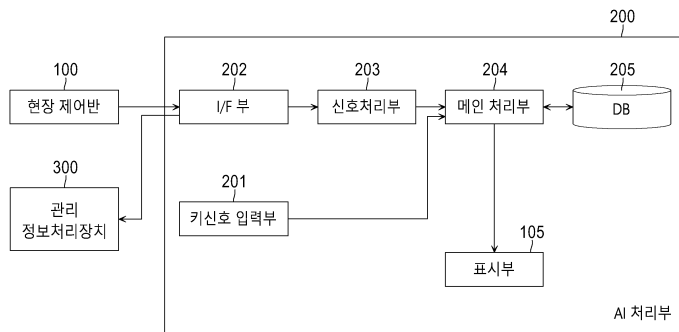 200
100
202
203
204
205
현장 제어반
I/F 부
신호처리부
메인 처리부
DB
300
관리
정보처리장치
201
키신호 입력부
105
표시부
AI 처리부